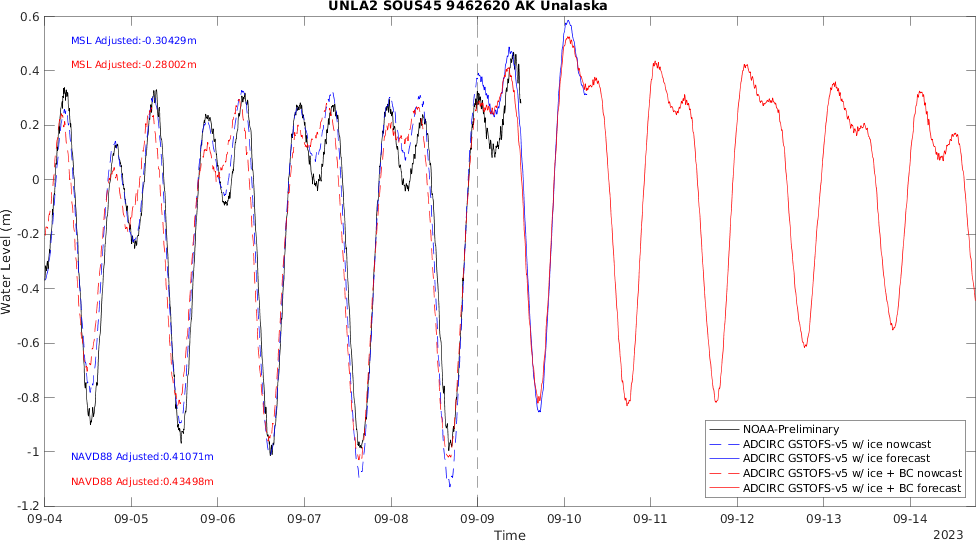 UNLA2 SOUS45 9462620 AK Unalaska
0.6
MSL Adjusted:-0.30429m
MSL Adjusted:-0.28002m
0.4
0.2
0
-0.2
Water Level (m)
-0.4
-0.6
-0.8
-1
-1.2
NAVD88 Adjusted:0.41071m
NAVD88 Adjusted:0.43498m
NOAA-Preliminary
ADCIRC GSTOFS-v5 w/ ice nowcast
ADCIRC GSTOFS-v5 w/ ice forecast
ADCIRC GSTOFS-v5 w/ ice + BC nowcast
ADCIRC GSTOFS-v5 w/ ice + BC forecast
09-04 09-05 09-06 09-07 09-08 09-09 09-10 09-11 09-12 09-13 09-14
Time
2023